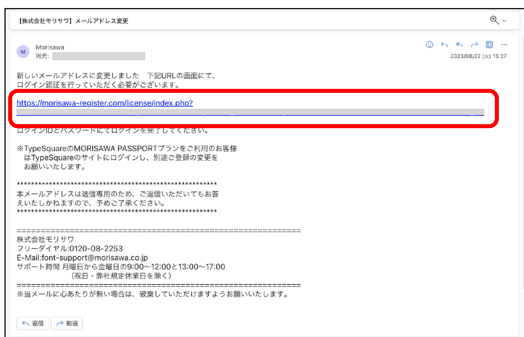 【株式会社モリサワ】メールアドレス変更
M
Morisawa
宛先:
2023/08/22 (火) 15:27
新しいメールアドレスに変更しました　下記URLの画面にて、
ログイン認証を行っていただく必要がございます。
https://morisawa-register.com/license/index.php?
ログインIDとパスワードにてログインを完了してください。
※TypeSquareのMORISAWA PASSPORTプランをご利用のお客様
はTypeSquareのサイトにログインし、別途ご登録の変更を
お願いいたします。
********************************************************
本メールアドレスは送信専用のため、ご返信いただいてもお答
えいたしかねますので、予めご了承ください。
********************************************************
============================================================
株式会社モリサワ
フリーダイヤル:0120-08-2253
E-Mail:font-support@morisawa.co.jp
サポート時間 月曜日から金曜日の9:00〜12:00と13:00〜17:00
（祝日・弊社規定休業日を除く）
============================================================
※当メールに心あたりが無い場合は、破棄していただけますようお願いいたします。
返信
転送